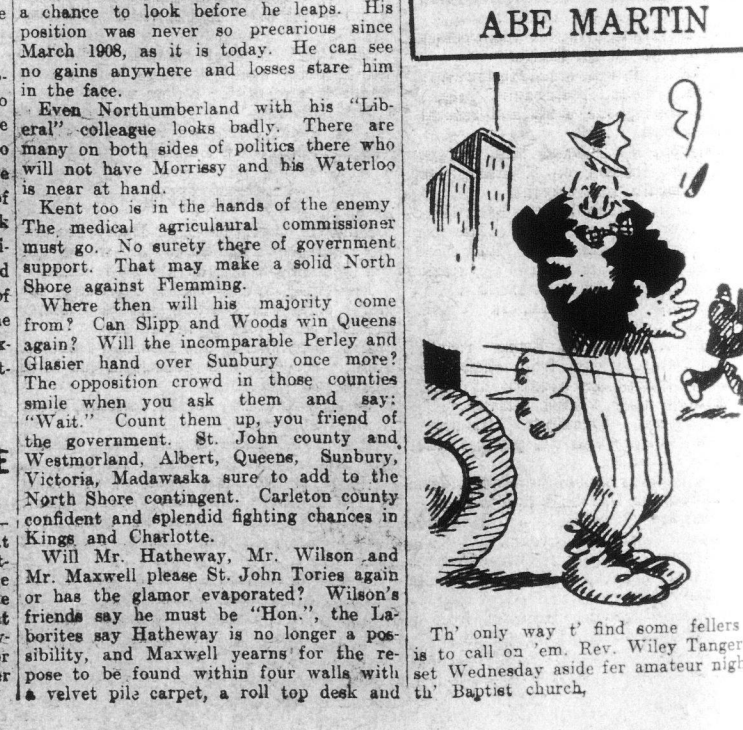 a chance to look before he leaps. His
position was never so precarious since
March 1908, as it is today. He can see
no gains anywhere and losses stare him
in the face.
Even Northumberland with his "Lib-
eral" colleague looks badly. There are
many on both sides of politics there who
will not have Morrissy and his Waterloo
is near at hand.
Kent too is in the hands of the enemy.
The medical agriculaural commissioner
must go. No surety there of government
support. That may make a solid North
Shore against Flemming.
Where then will his majority come
from? Can Slipp and Woods win Queens
again? Will the incomparable Perley and
Glasier hand over Sunbury once more?
The opposition crowd in those counties
smile when you ask them and say:
"Wait." Count them up, you friend of
the government. St. John county and
Westmorland, Albert, Queens, Sunbury,
Victoria, Madawaska sure to add to the
North Shore contingent. Carleton county
confident and splendid fighting chances in
Kings and Charlotte.
Will Mr. Hatheway, Mr. Wilson and
Mr. Maxwell please St. John Tories again
or has the glamor evaporated? Wilson's
friends say he must be "Hon.", the La-
borites say Hatheway is no longer a pos-
sibility, and Maxwell yearns for the re-
pose to be found within four walls with
a velvet pile carpet, a roll top desk and
ABE MARTIN
Th' only way t' find some fellers
is to call on 'em. Rev. Wiley Tanger
set Wednesday aside fer amateur nigh
th' Baptist church,